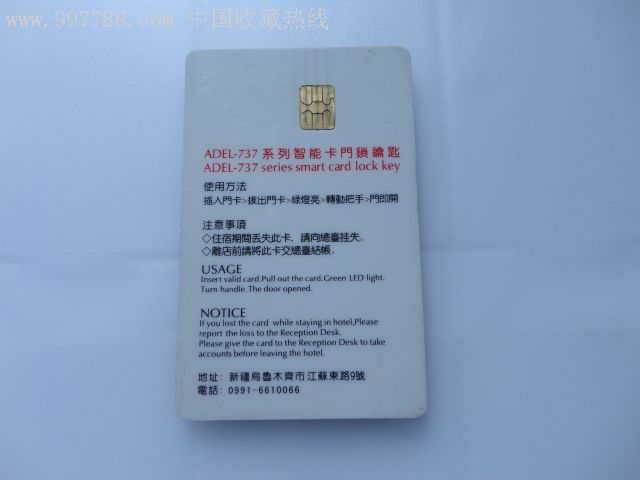 www.997788.com 中国收藏热线
ADEL-737 系列智能卡門鎖鑰匙
ADEL-737 series smart card lock key
使用方法
插入門卡>拔出門卡>綠燈亮>轉動把手>門即開
注意事項
◇住宿期間丟失此卡，請向總臺挂失。
◇離店前請將此卡交總臺結帳。
USAGE
Insert valid card.Pull out the card.Green LED light.
Turn handle. The door opened.
NOTICE
If you lost the card while staying in hotel,Please
report the loss to the Reception Desk.
Please give the card to the Reception Desk to take
accounts before leaving the hotel.
地址: 新疆烏魯木齊市江蘇東路9號
電話: 0991-6610066